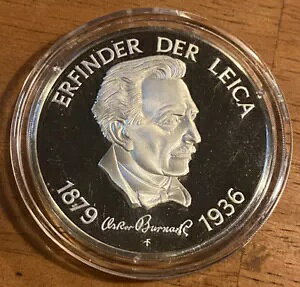 ERFINDER DER LEICA
1879 1936
Oskar Barnack